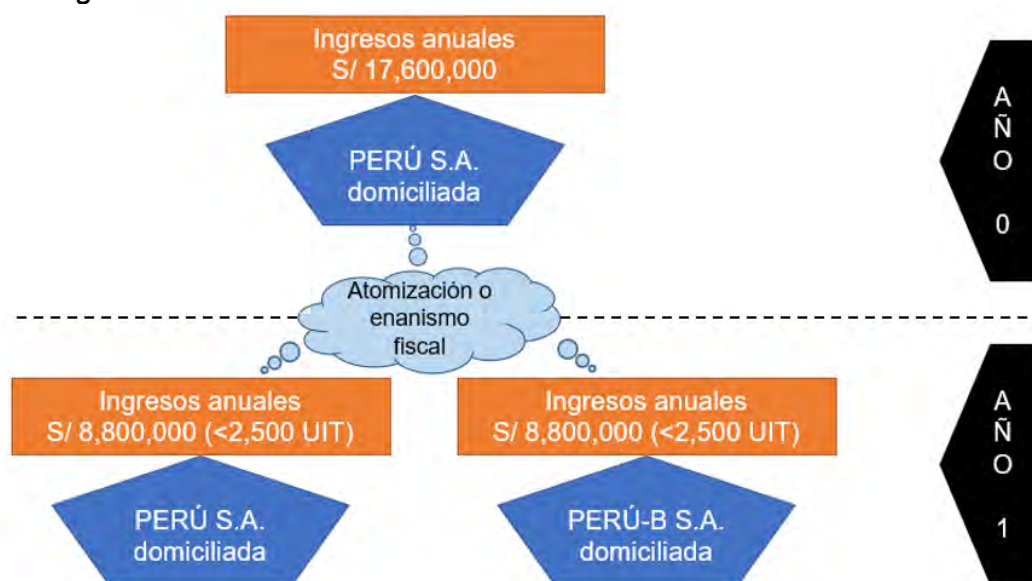 Ingresos anuales
S/ 17,600,000
PERÚ S.A.
domiciliada
A
Ñ
O
0
Atomización o
enanismo
fiscal
Ingresos anuales
S/ 8,800,000 (<2,500 UIT)
Ingresos anuales
S/ 8,800,000 (<2,500 UIT)
PERÚ S.A.
domiciliada
PERÚ-B S.A.
domiciliada
A
Ñ
O
1